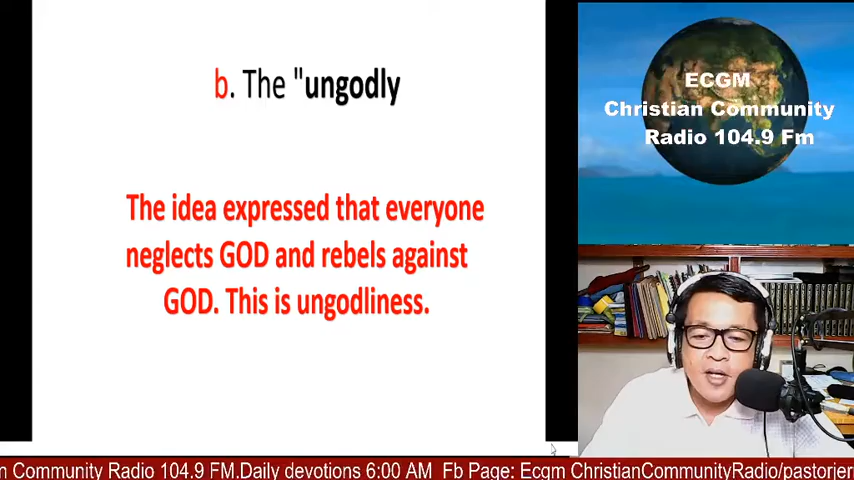 b. The "ungodly
The idea expressed that everyone
neglects GOD and rebels against
GOD. This is ungodliness.
ECGM
Christian Community
Radio 104.9 Fm
m Community Radio 104.9 FM.Daily devotions 6:00 AM Fb Page: Ecgm ChristianCommunityRadio/pastorjer